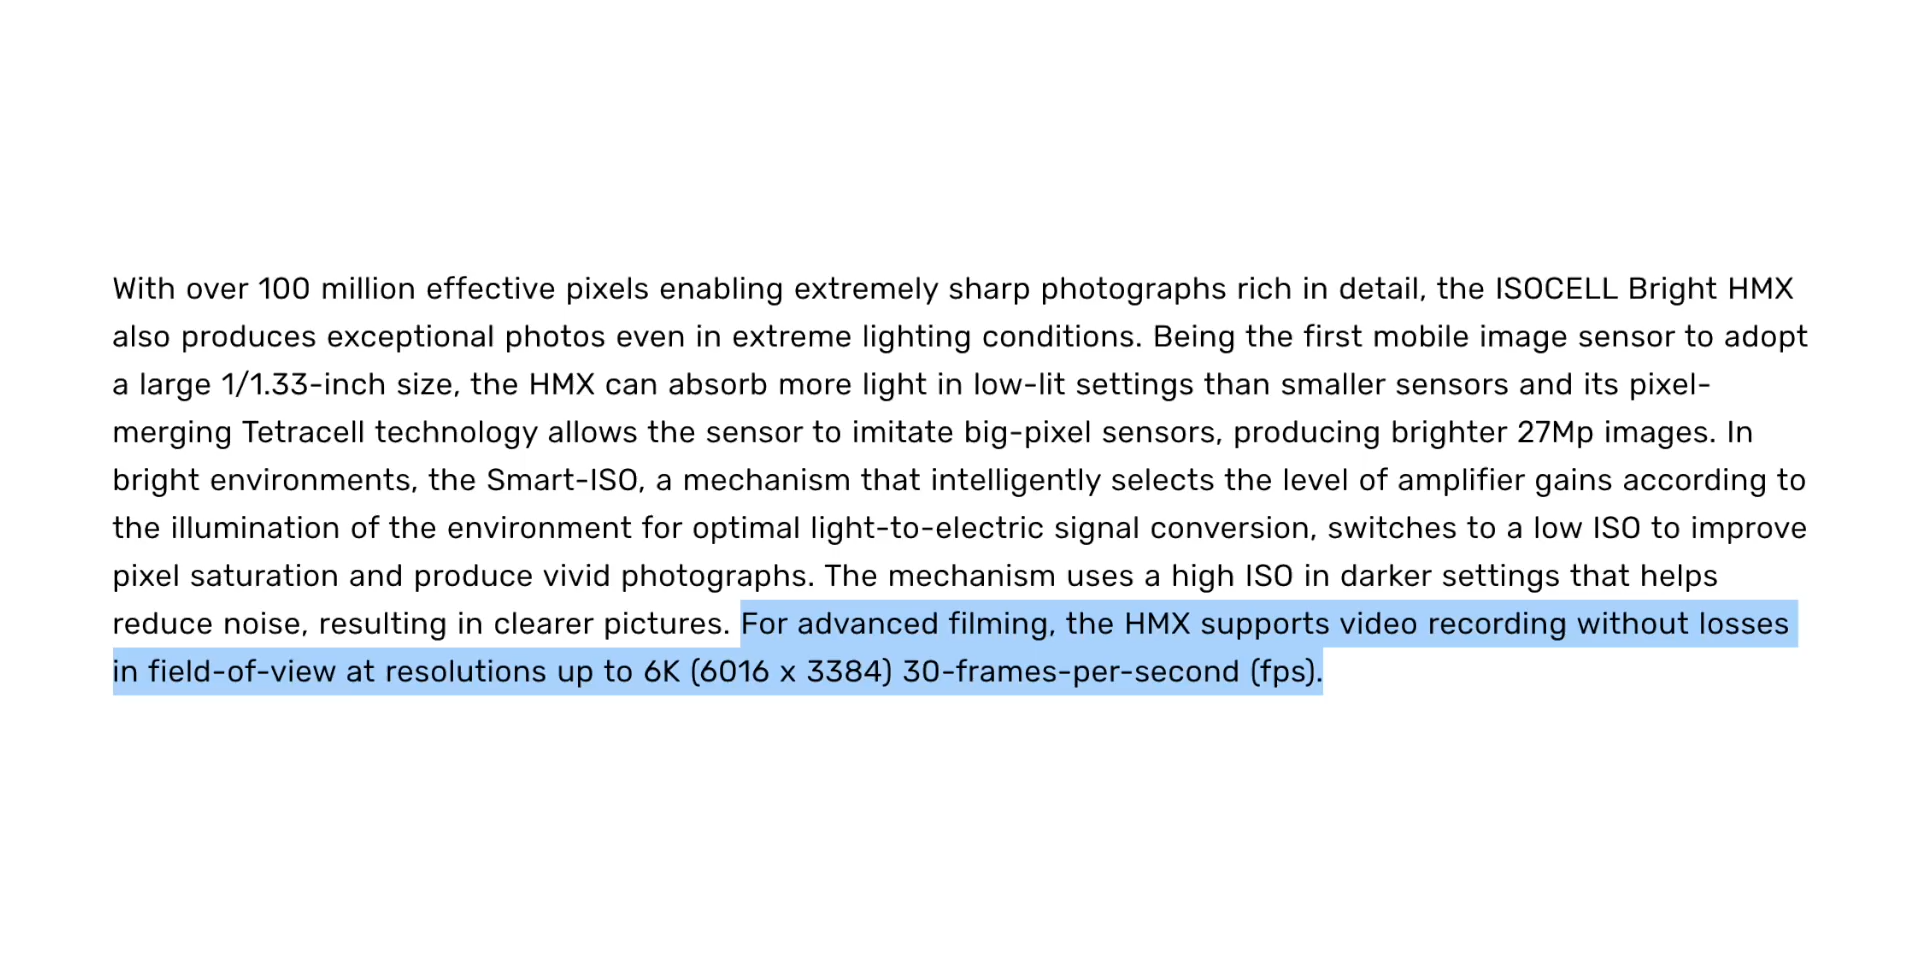 With over 100 million effective pixels enabling extremely sharp photographs rich in detail, the ISOCELL Bright HMX
also produces exceptional photos even in extreme lighting conditions. Being the first mobile image sensor to adopt
a large 1/1.33-inch size, the HMX can absorb more light in low-lit settings than smaller sensors and its pixel-
merging Tetracell technology allows the sensor to imitate big-pixel sensors, producing brighter 27Mp images. In
bright environments, the Smart-ISO, a mechanism that intelligently selects the level of amplifier gains according to
the illumination of the environment for optimal light-to-electric signal conversion, switches to a low ISO to improve
pixel saturation and produce vivid photographs. The mechanism uses a high ISO in darker settings that helps
reduce noise, resulting in clearer pictures. For advanced filming, the HMX supports video recording without losses
in field-of-view at resolutions up to 6K (6016 x 3384) 30-frames-per-second (fps).